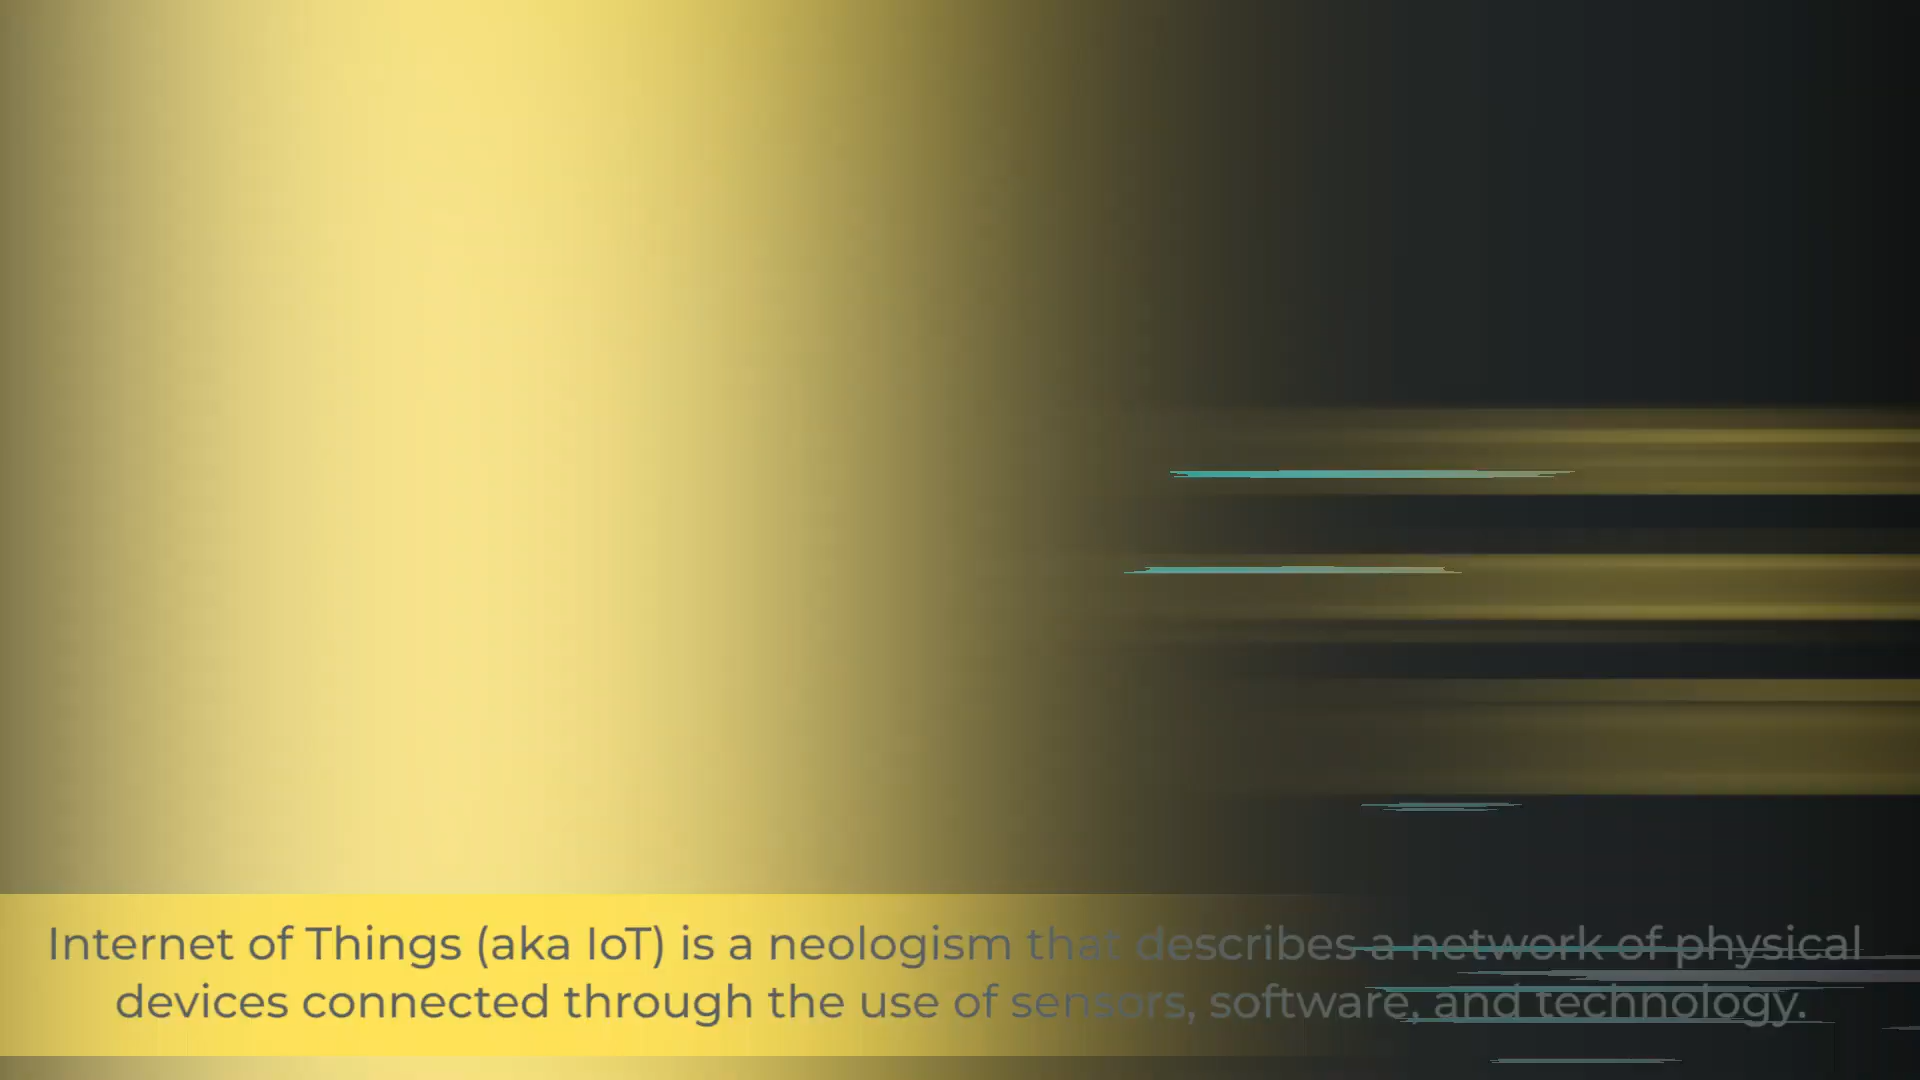 Internet of Things (aka IoT) is a neologism that describes a network of physical
devices connected through the use of sensors, software, and technology.